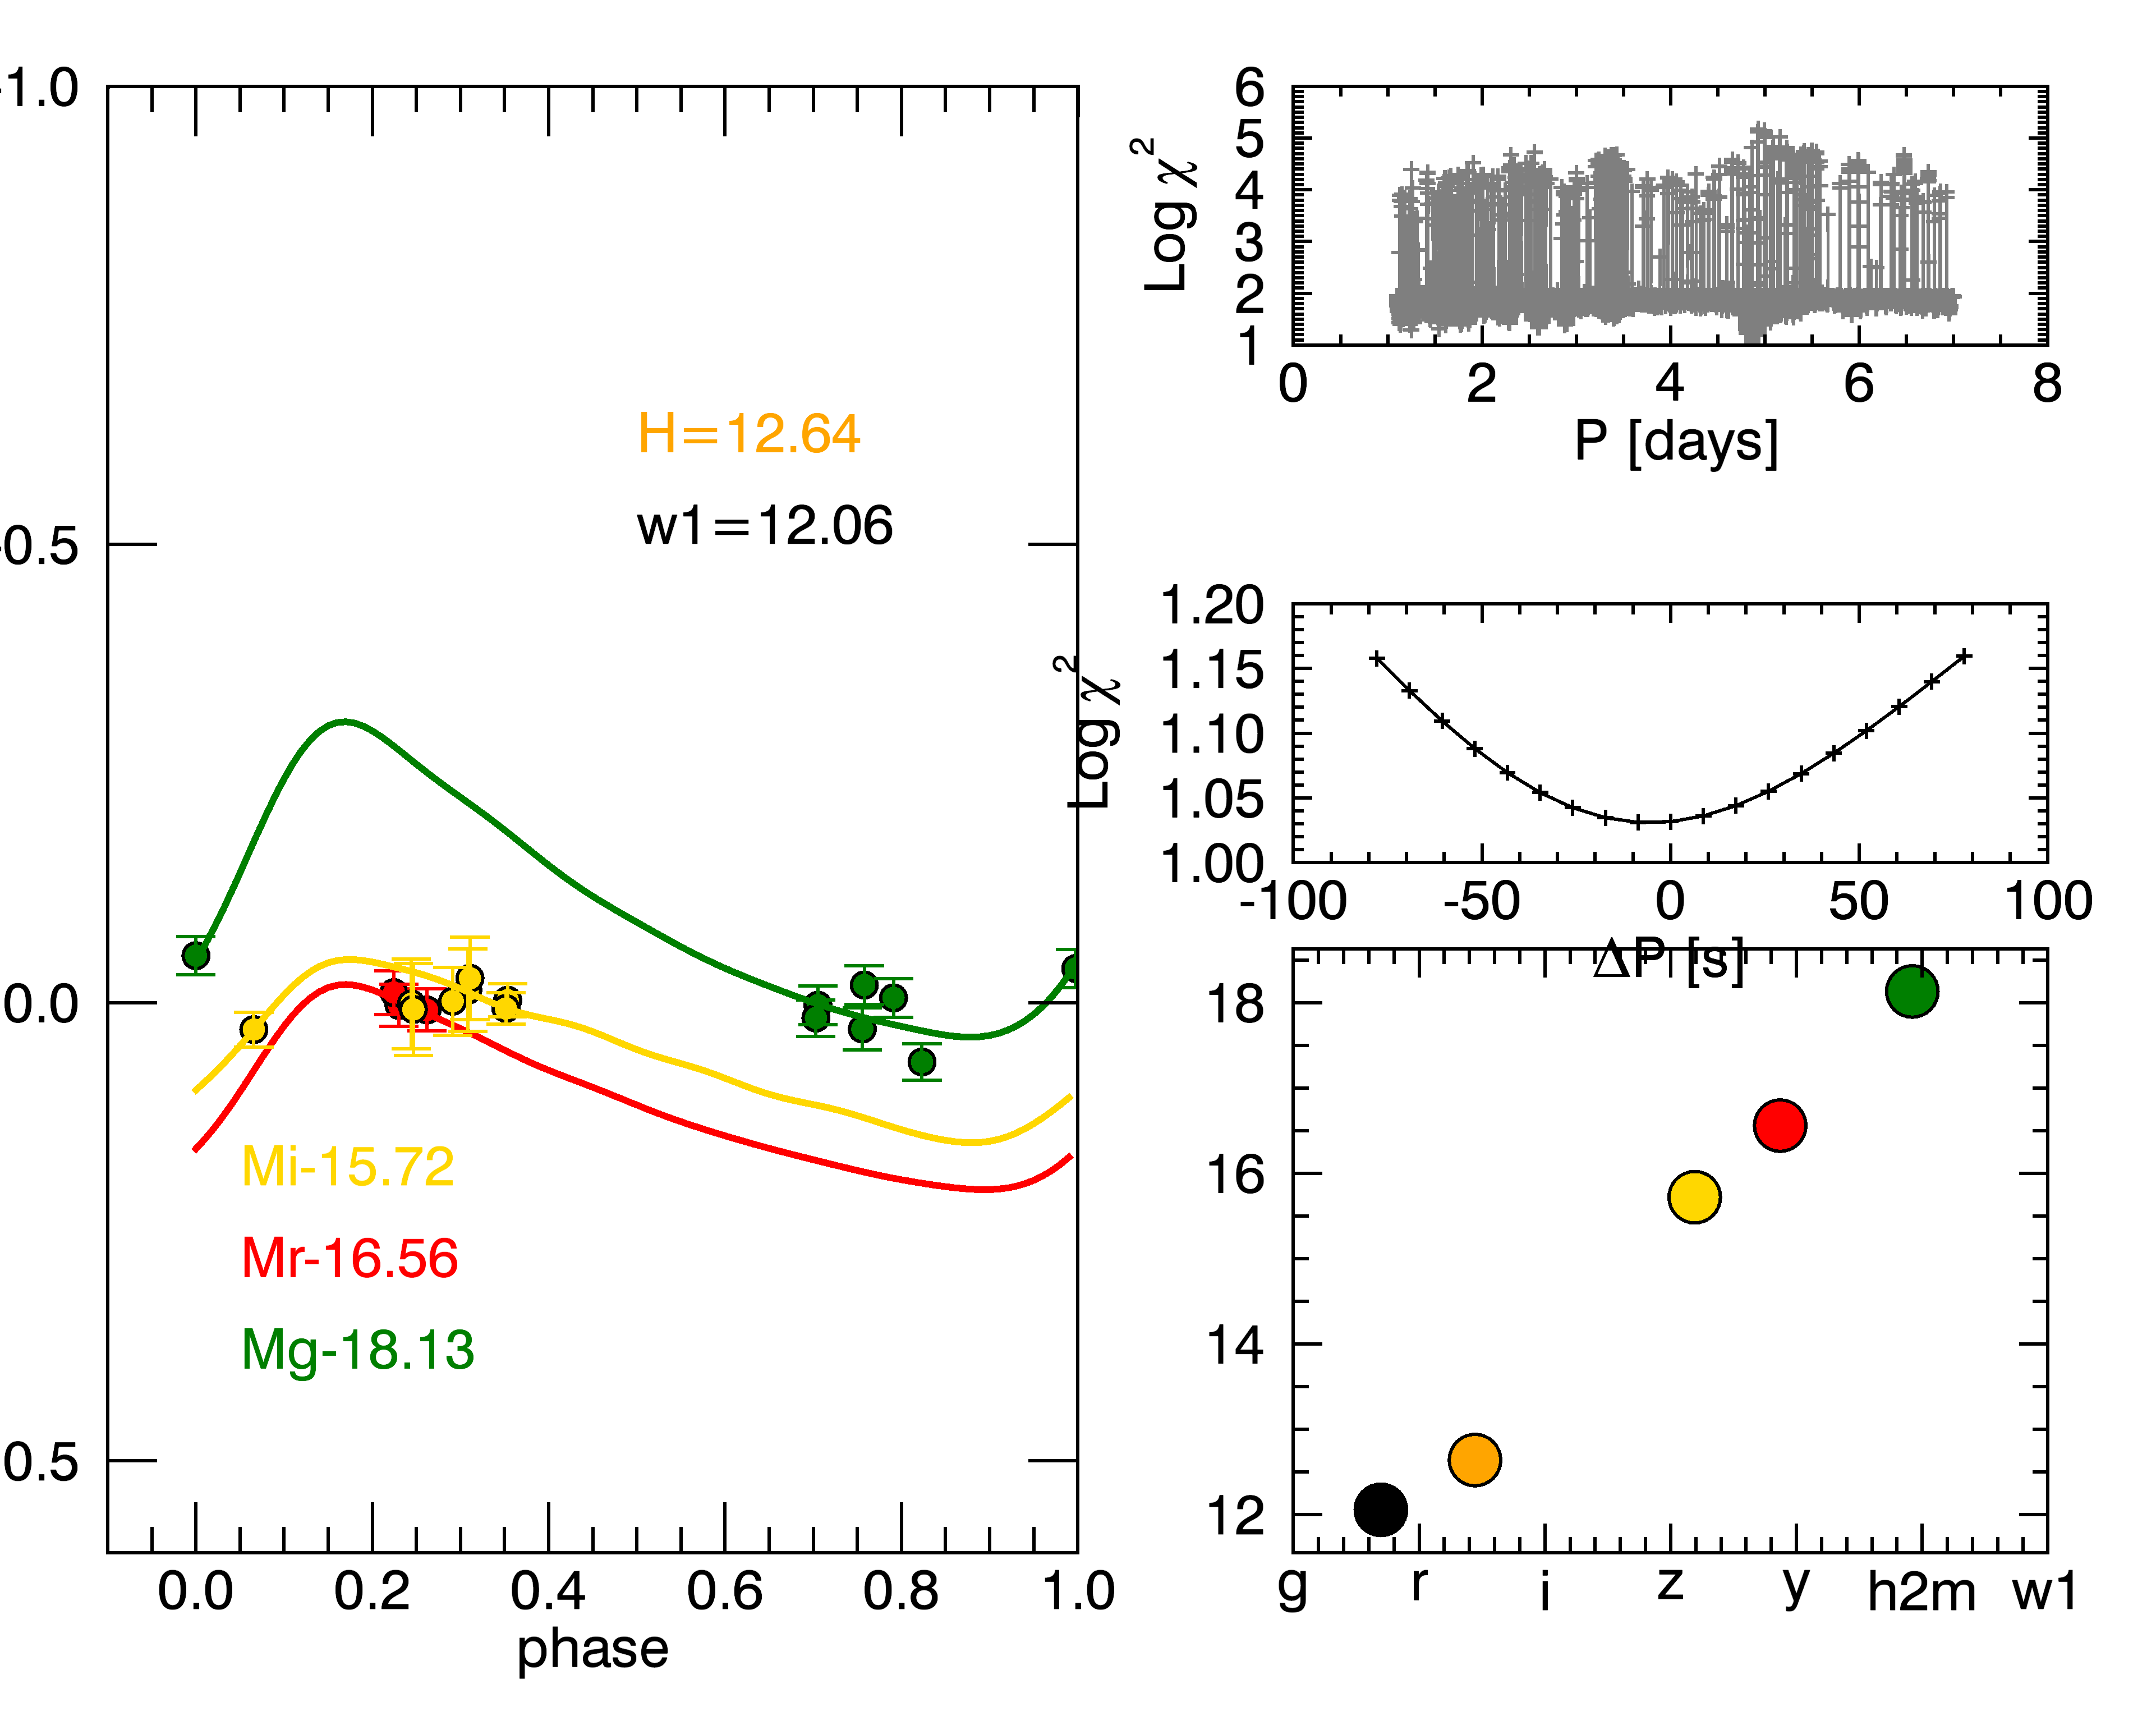 -1.0
-0.5
0.0
0.5
H=12.64
w1=12.06
Mi-15.72
Mr-16.56
Mg-18.13
0.0 0.2 0.4 0.6 0.8 1.0
phase
Log χ²
6
5
4
3
2
1
0 2 4 6 8
P [days]
Log χ²
1.20
1.15
1.10
1.05
1.00
-100 -50 0 50 100
ΔP [s]
18
16
14
12
g r i z y h2m w1